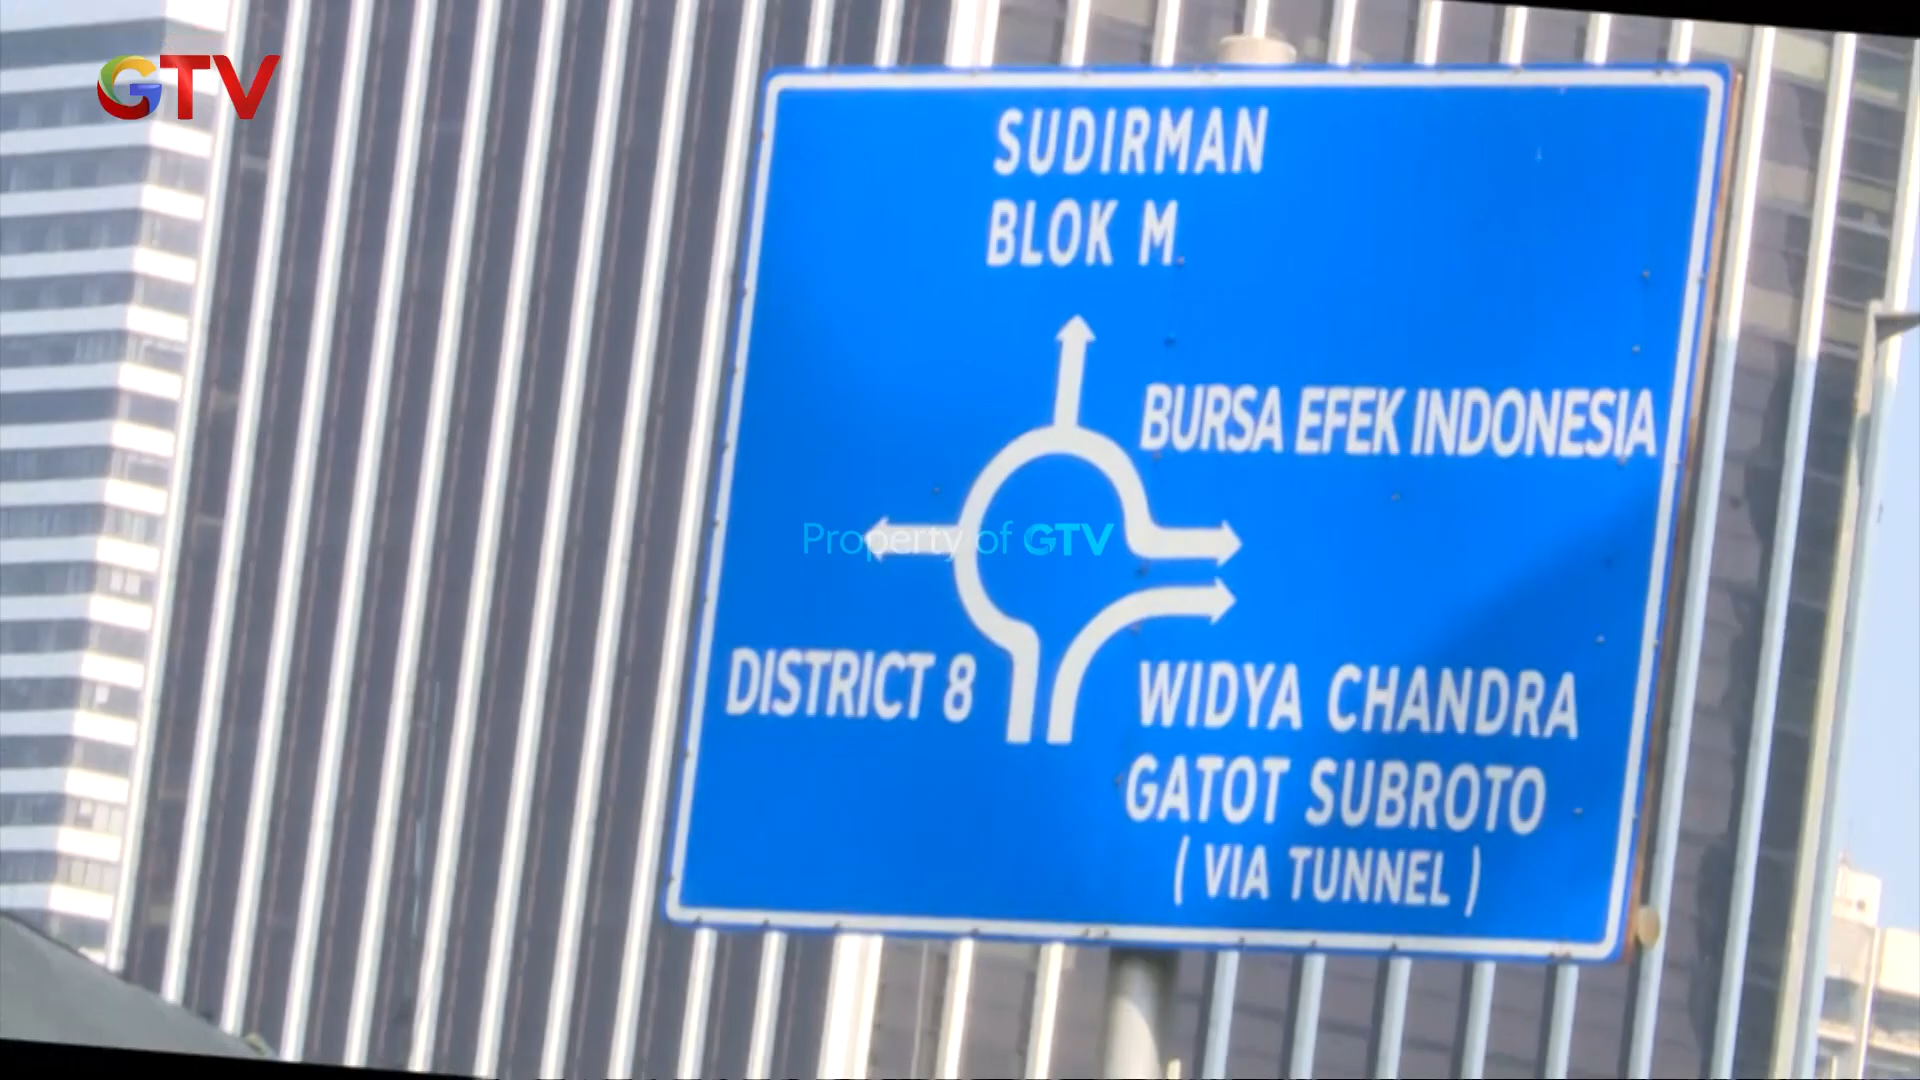 GTV
SUDIRMAN
BLOK M
BURSA EFEK INDONESIA
Property of GTV
DISTRICT 8
WIDYA CHANDRA
GATOT SUBROTO
( VIA TUNNEL )